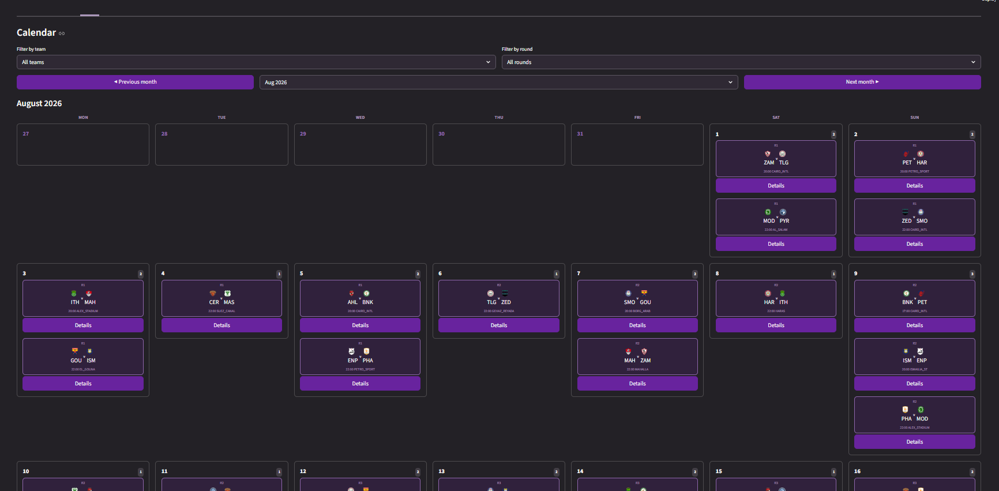 Calendar
Filter by team
Filter by round
All teams
All rounds
◂ Previous month
Aug 2026
Next month ▸
August 2026
MON TUE WED THU FRI SAT SUN
27
28
29
30
31
1 2
R1
ZAM v TLG
20:00 CAIRO_INTL
Details
R1
MOD v PYR
22:00 AL_SALAM
Details
2 2
R1
PET v HAR
20:00 PETRO_SPORT
Details
R1
ZED v SMO
22:00 CAIRO_INTL
Details
3 2
R1
ITH v MAH
20:00 ALEX_STADIUM
Details
R1
GOU v ISM
22:00 EL_GOUNA
Details
4 1
R1
CER v MAS
22:00 SUEZ_CANAL
Details
5 2
R1
AHL v BNK
20:00 CAIRO_INTL
Details
R1
ENP v PHA
22:00 PETRO_SPORT
Details
6 1
R2
TLG v ZED
22:00 GEHAZ_REYADA
Details
7 2
R2
SMO v GOU
20:00 BORG_ARAB
Details
R2
MAH v ZAM
22:00 MAHALLA
Details
8 1
R2
HAR v ITH
22:00 HARAS
Details
9 3
R2
BNK v PET
17:00 CAIRO_INTL
Details
R2
ISM v ENP
20:00 ISMAILIA_ST
Details
R2
PHA v MOD
22:00 ALEX_STADIUM
Details
10 1
R2
11 1
R2
12 2
R3
13 2
R3
14 2
R3
15 1
R3
16 2
R3